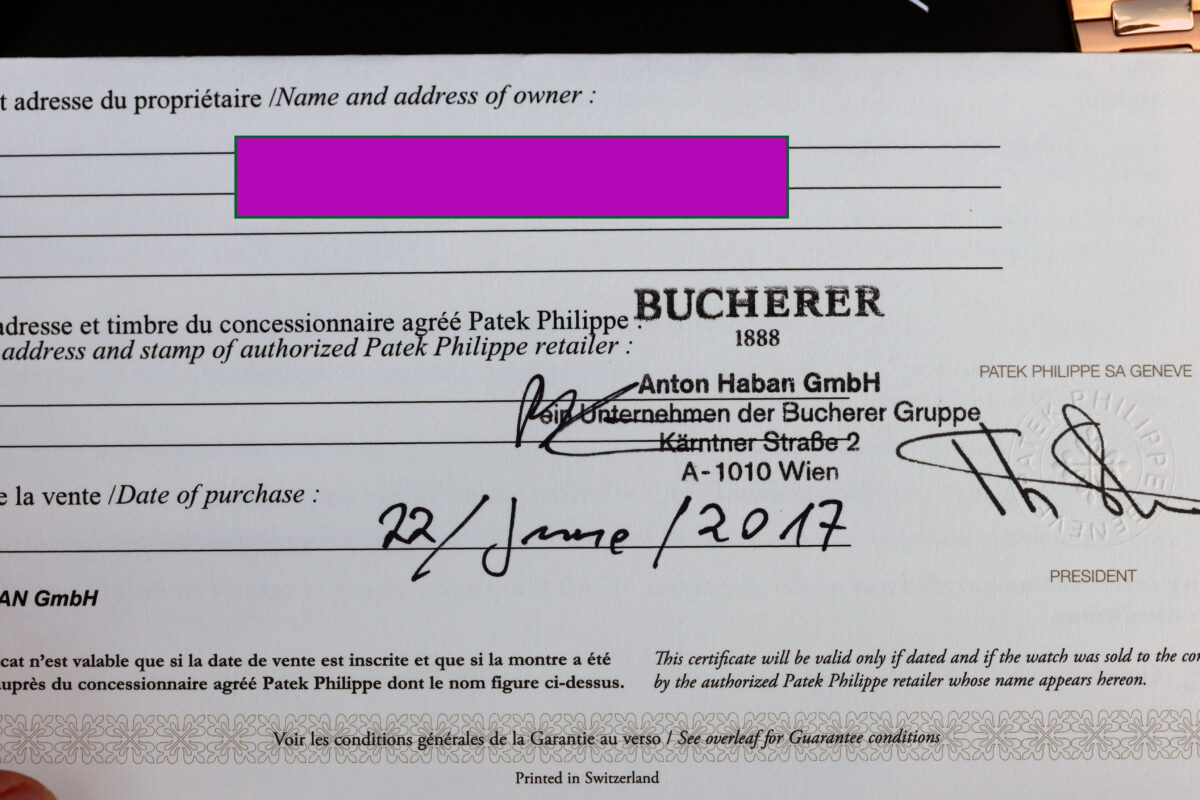 t adresse du propriétaire /Name and address of owner :
BUCHERER
1888
adresse et timbre du concessionnaire agréé Patek Philippe :
address and stamp of authorized Patek Philippe retailer :
Anton Haban GmbH
ein Unternehmen der Bucherer Gruppe
Kärntner Straße 2
A-1010 Wien
PATEK PHILIPPE SA GENEVE
PATEK PHILIPPE GENEVE
e la vente /Date of purchase :
22/June/2017
PRESIDENT
AN GmbH
cat n'est valable que si la date de vente est inscrite et que si la montre a été
uprès du concessionnaire agréé Patek Philippe dont le nom figure ci-dessus.
This certificate will be valid only if dated and if the watch was sold to the con
by the authorized Patek Philippe retailer whose name appears hereon.
Voir les conditions générales de la Garantie au verso / See overleaf for Guarantee conditions
Printed in Switzerland